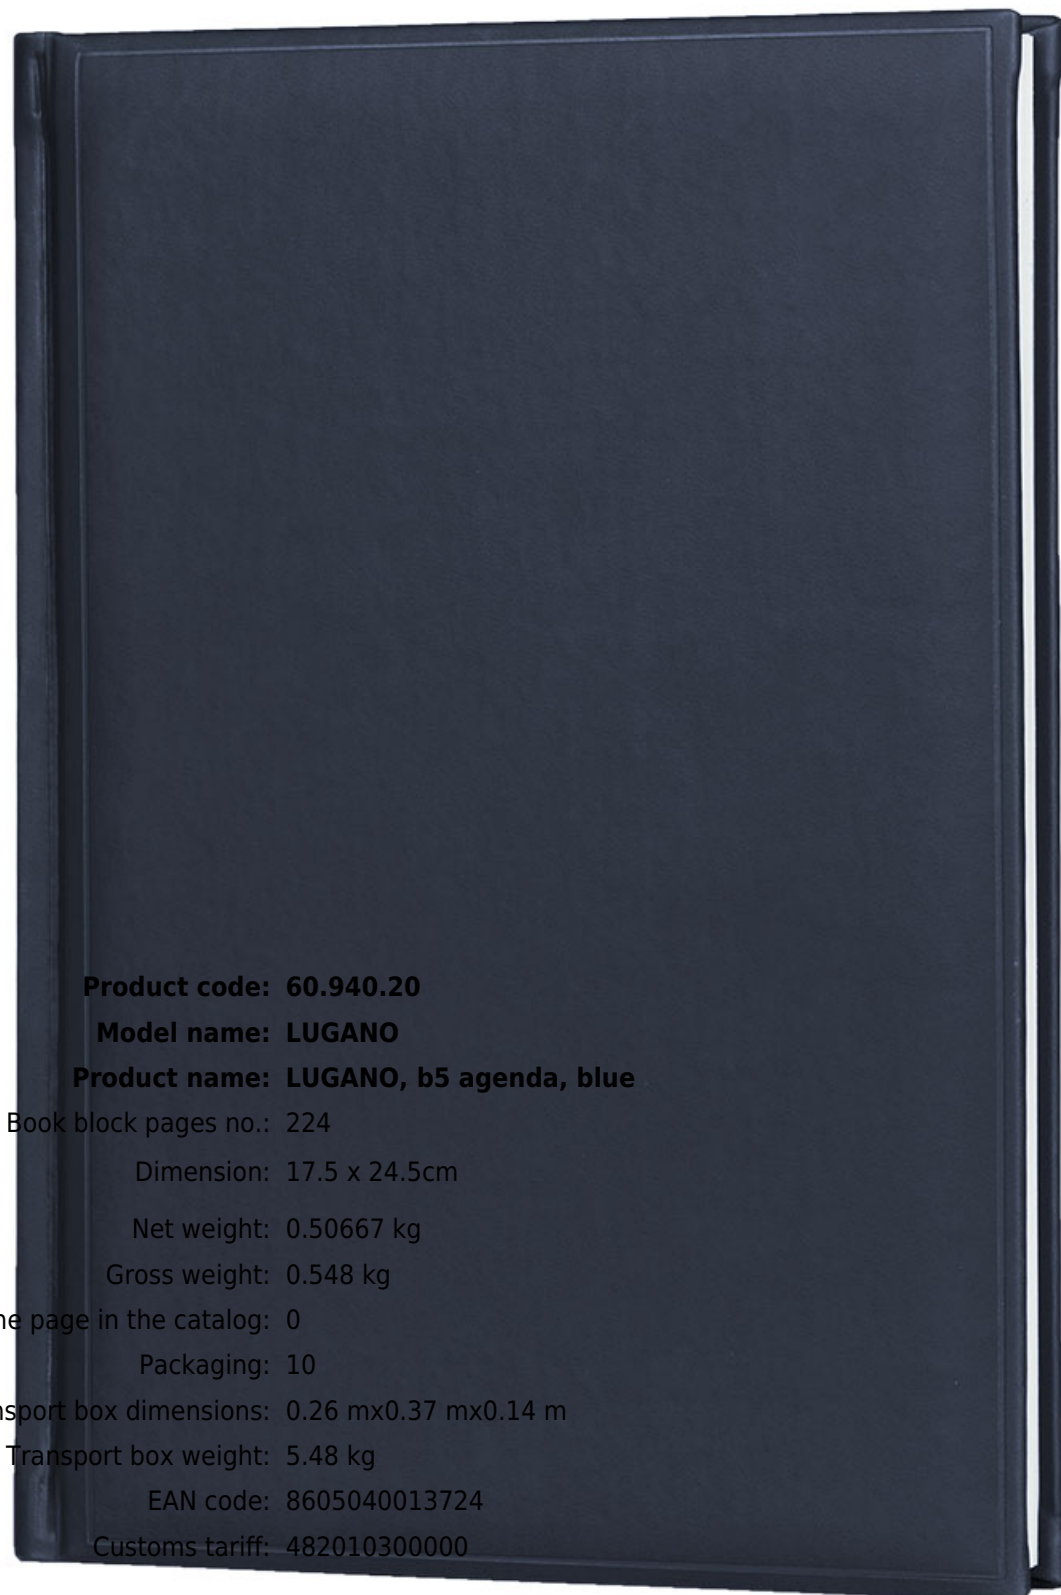 Product code: 60.940.20
Model name: LUGANO
Product name: LUGANO, b5 agenda, blue
Book block pages no.: 224
Dimension: 17.5 x 24.5cm
Net weight: 0.50667 kg
Gross weight: 0.548 kg
page in the catalog: 0
Packaging: 10
box dimensions: 0.26 mx0.37 mx0.14 m
Transport box weight: 5.48 kg
EAN code: 8605040013724
Customs tariff: 482010300000